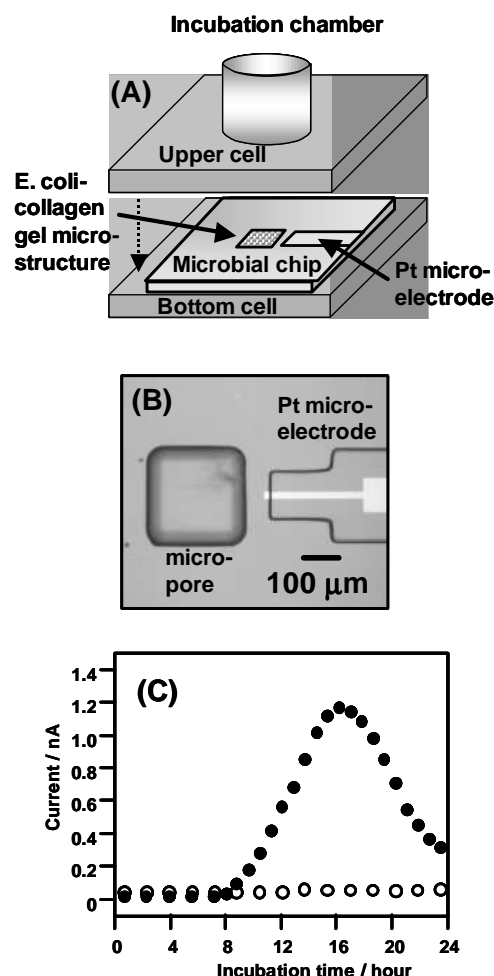 Incubation chamber
(A)
Upper cell
E. coli-
collagen
gel micro-
structure
Microbial chip
Pt micro-
electrode
Bottom cell
(B)
Pt micro-
electrode
micro-
pore
100 μm
(C)
Current / nA
1.4
1.2
1.0
0.8
0.6
0.4
0.2
0
0 4 8 12 16 20 24
Incubation time / hour